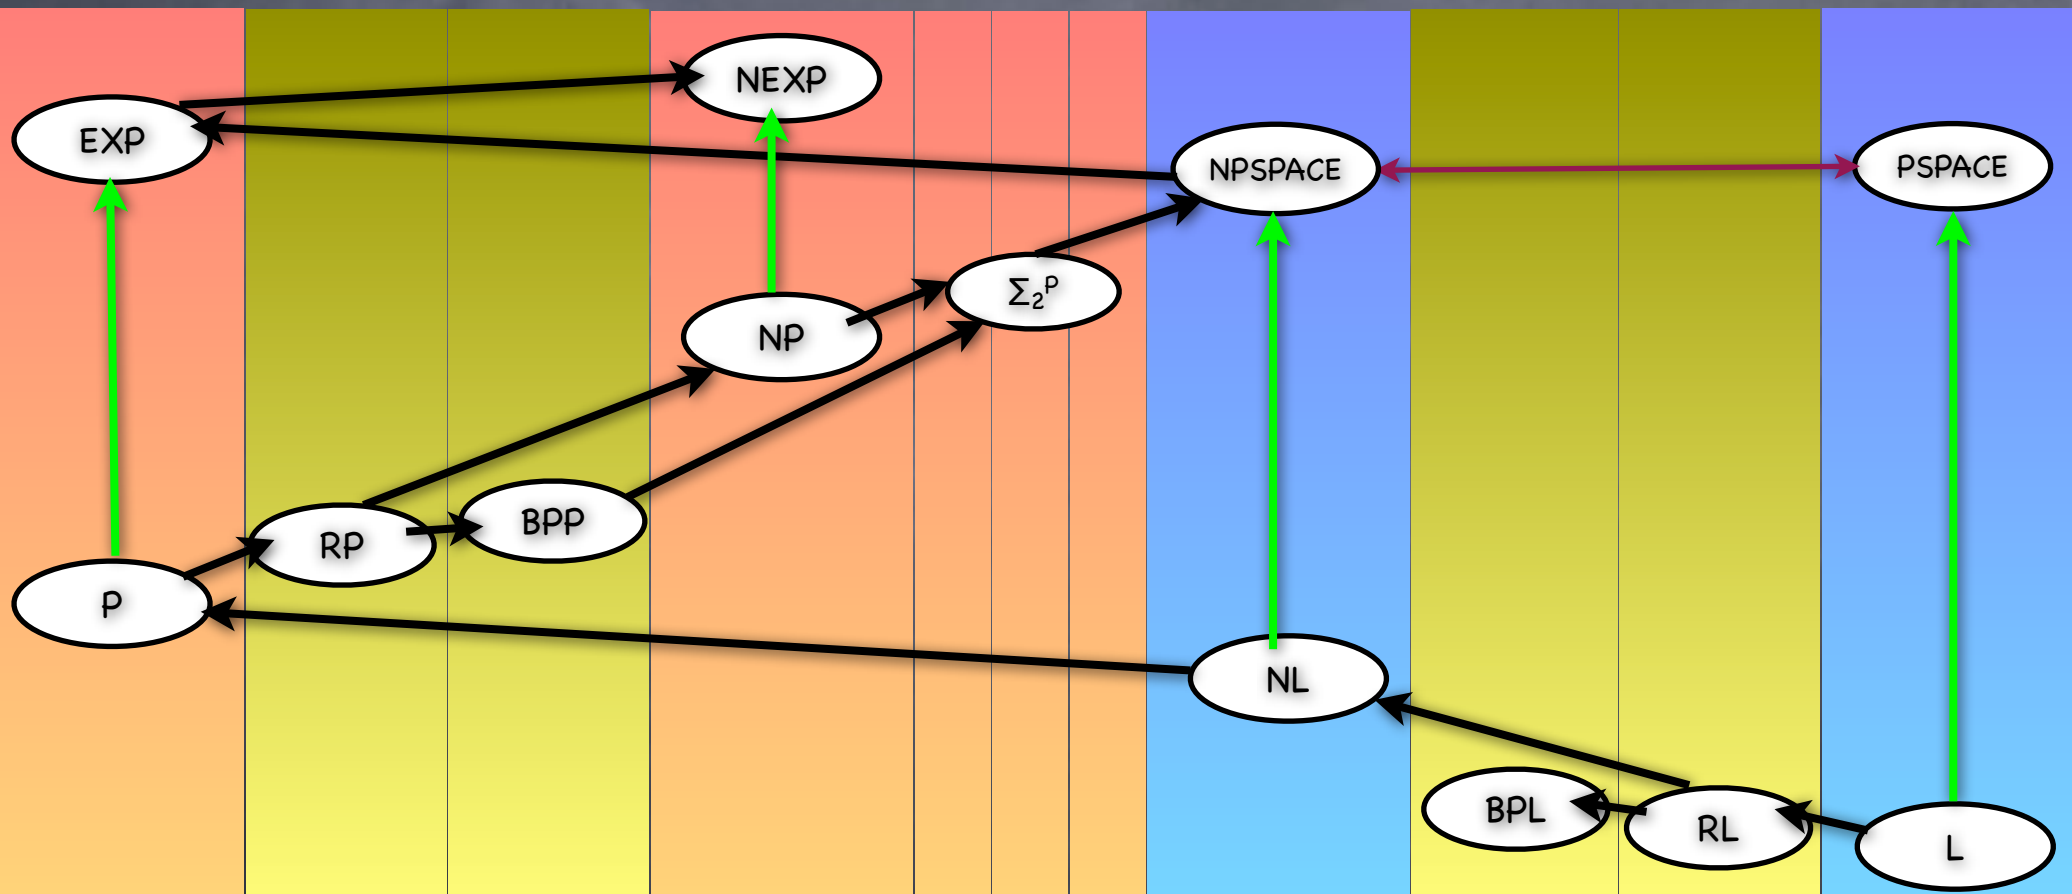 NEXP
EXP
NPSPACE
PSPACE
Σ₂ᴾ
NP
BPP
RP
P
NL
BPL
RL
L